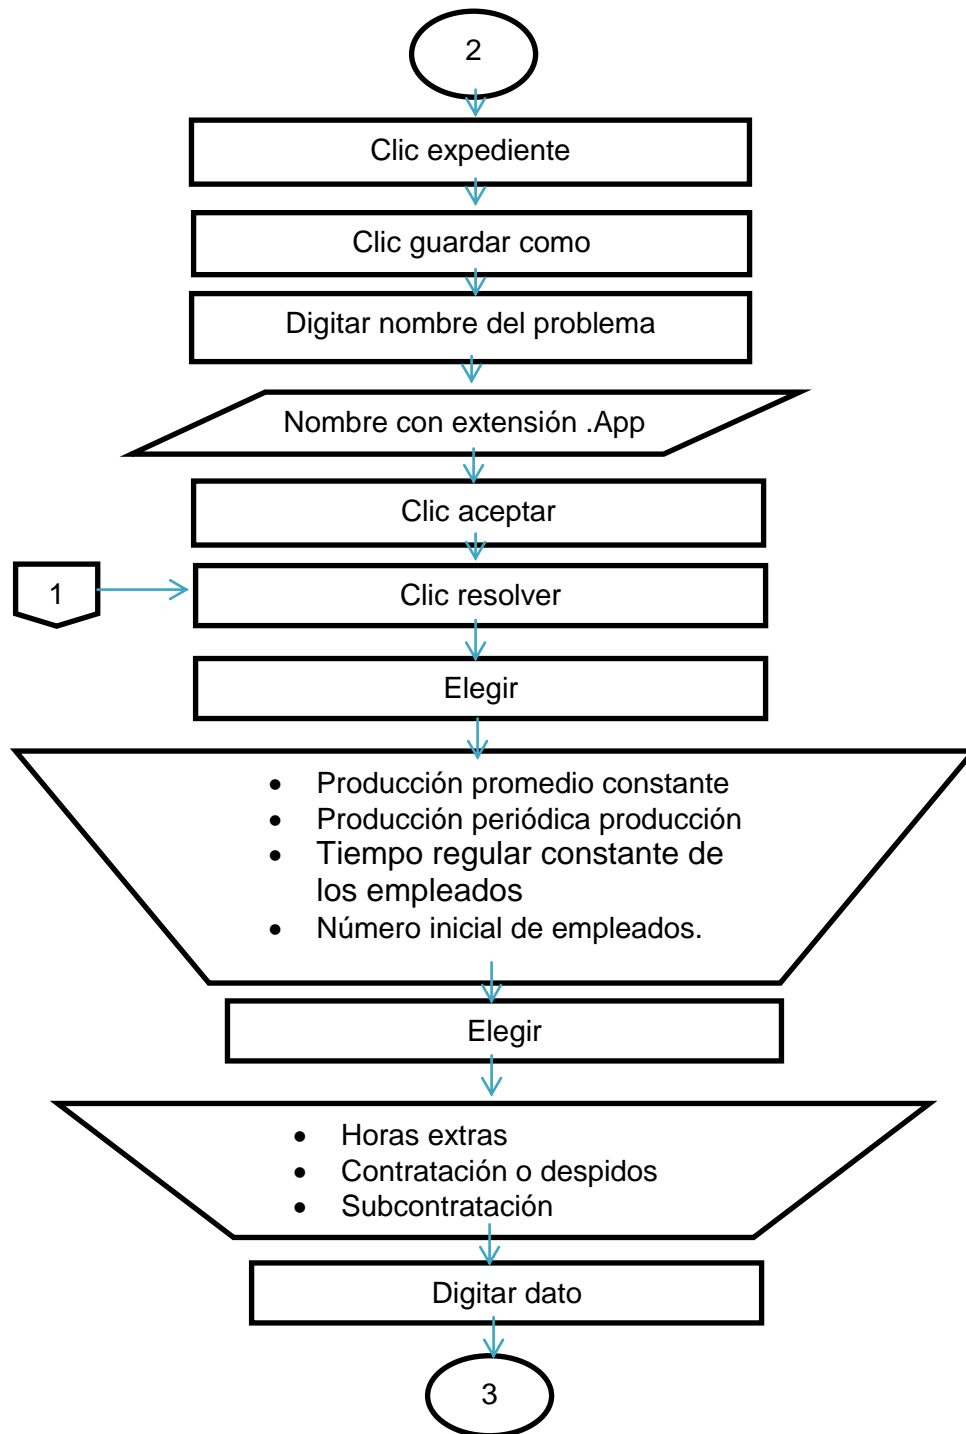 2
Clic expediente
Clic guardar como
Digitar nombre del problema
Nombre con extensión .App
Clic aceptar
1
Clic resolver
Elegir
• Producción promedio constante
• Producción periódica producción
• Tiempo regular constante de
los empleados
• Número inicial de empleados.
Elegir
• Horas extras
• Contratación o despidos
• Subcontratación
Digitar dato
3